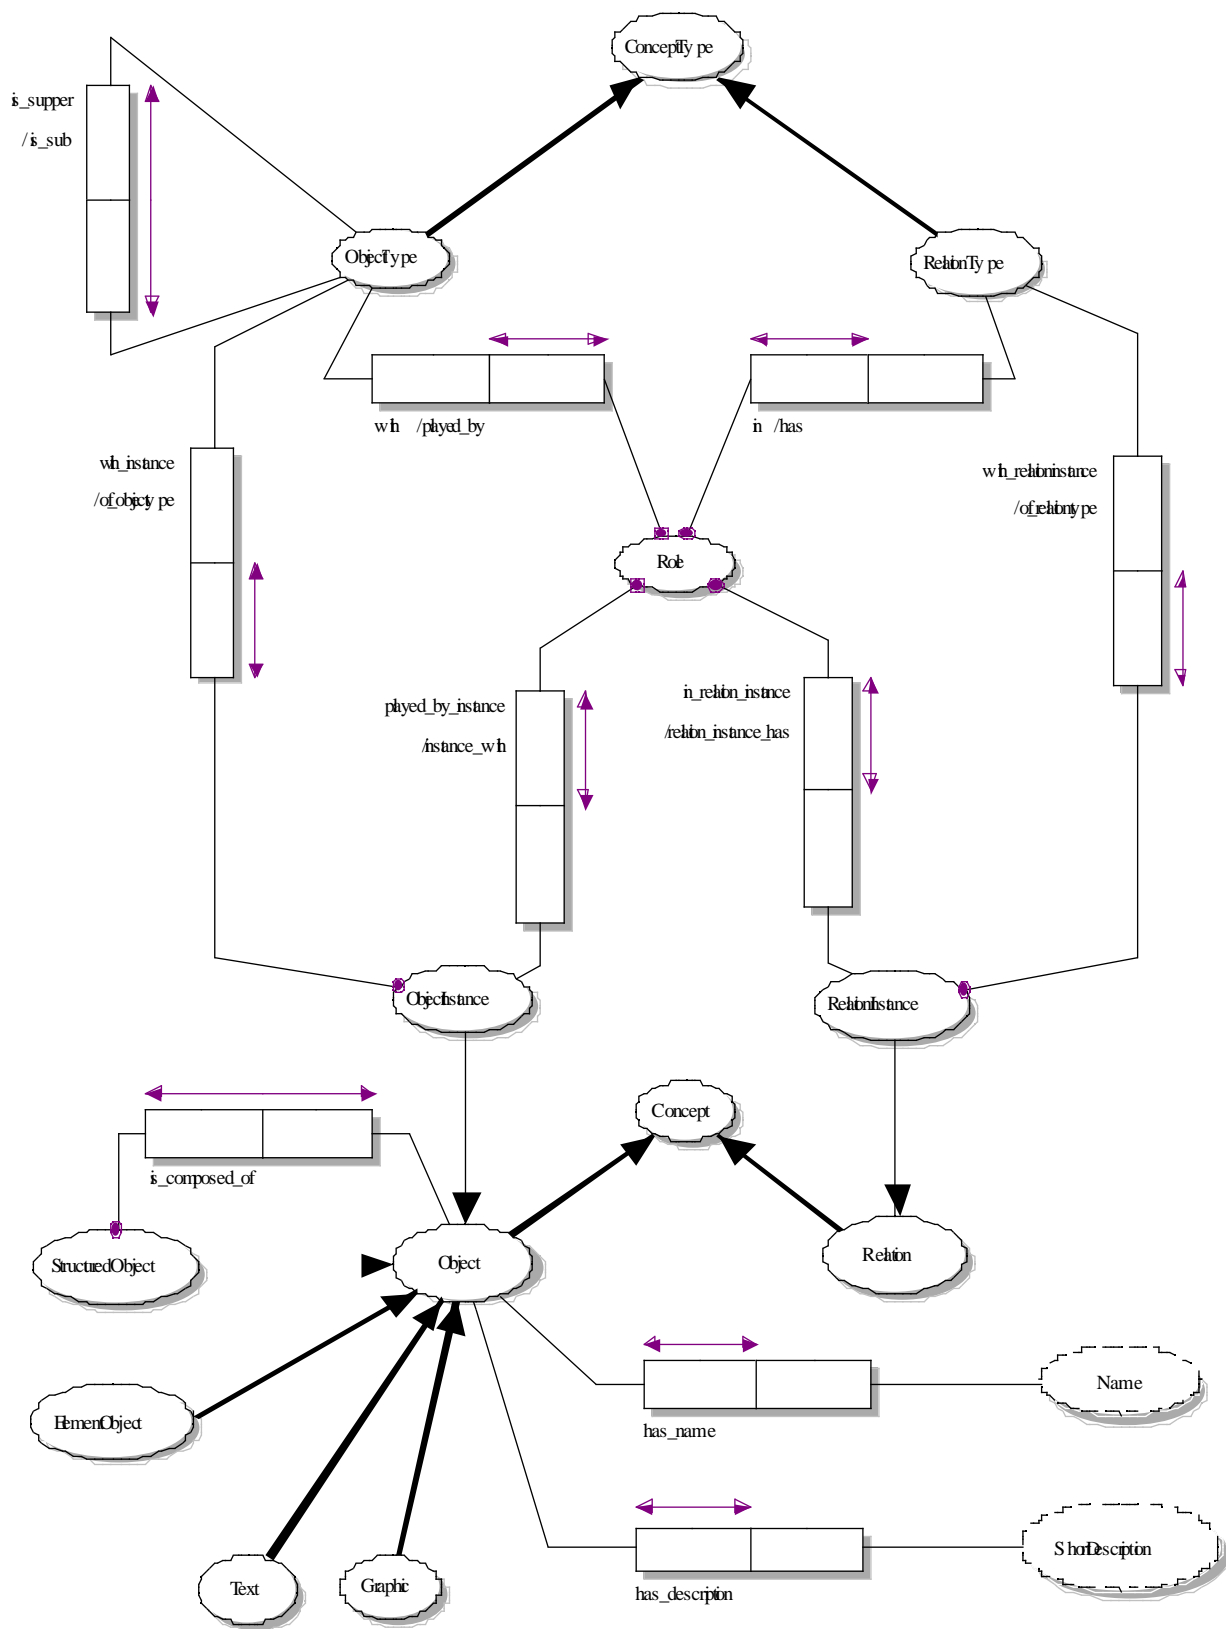 ConceptType
is_supper
/is_sub
ObjectType
RelationType
with /played_by
in /has
with_instance
/of_objectype
with_relationinstance
/of_relationtype
Role
played_by_instance
/instance_with
in_relation_instance
/relation_instance_has
ObjectInstance
RelationInstance
Concept
is_composed_of
StructuredObject
Object
Relation
ElementObject
Name
has_name
ShortDescription
Text
Graphic
has_description